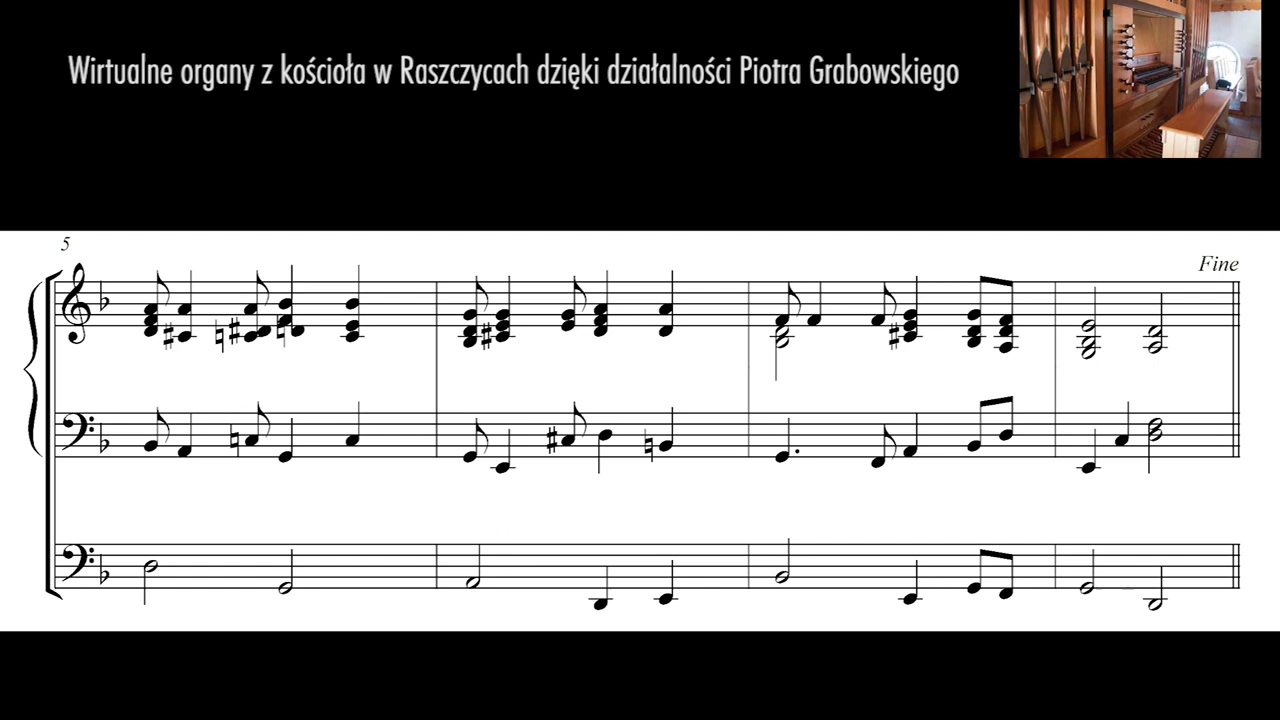 Wirtualne organy z kościoła w Raszczycach dzięki działalności Piotra Grabowskiego
5
Fine